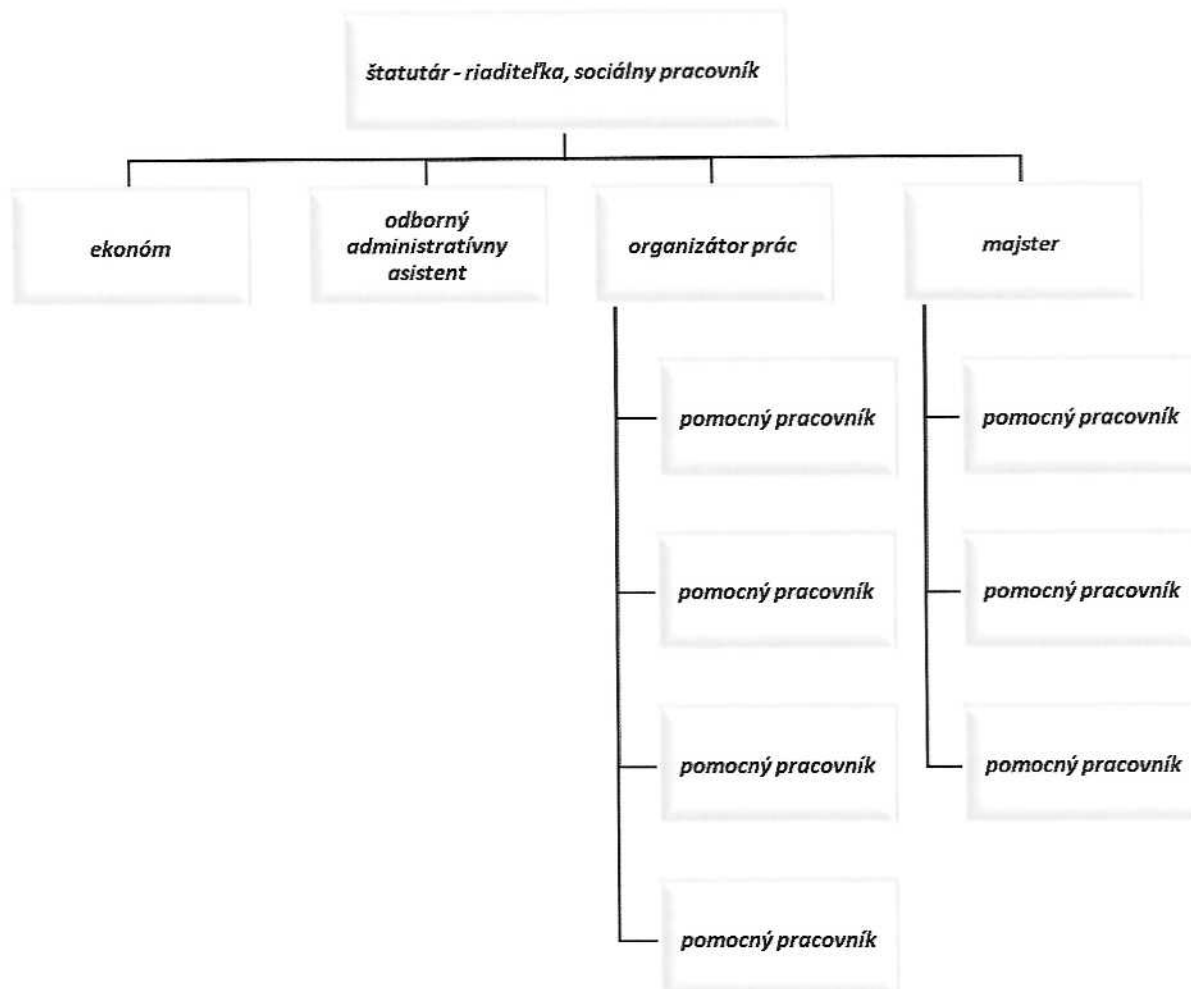 štatutár - riaditeľka, sociálny pracovník
ekonóm
odborný
administratívny
asistent
organizátor prác
majster
pomocný pracovník
pomocný pracovník
pomocný pracovník
pomocný pracovník
pomocný pracovník
pomocný pracovník
pomocný pracovník